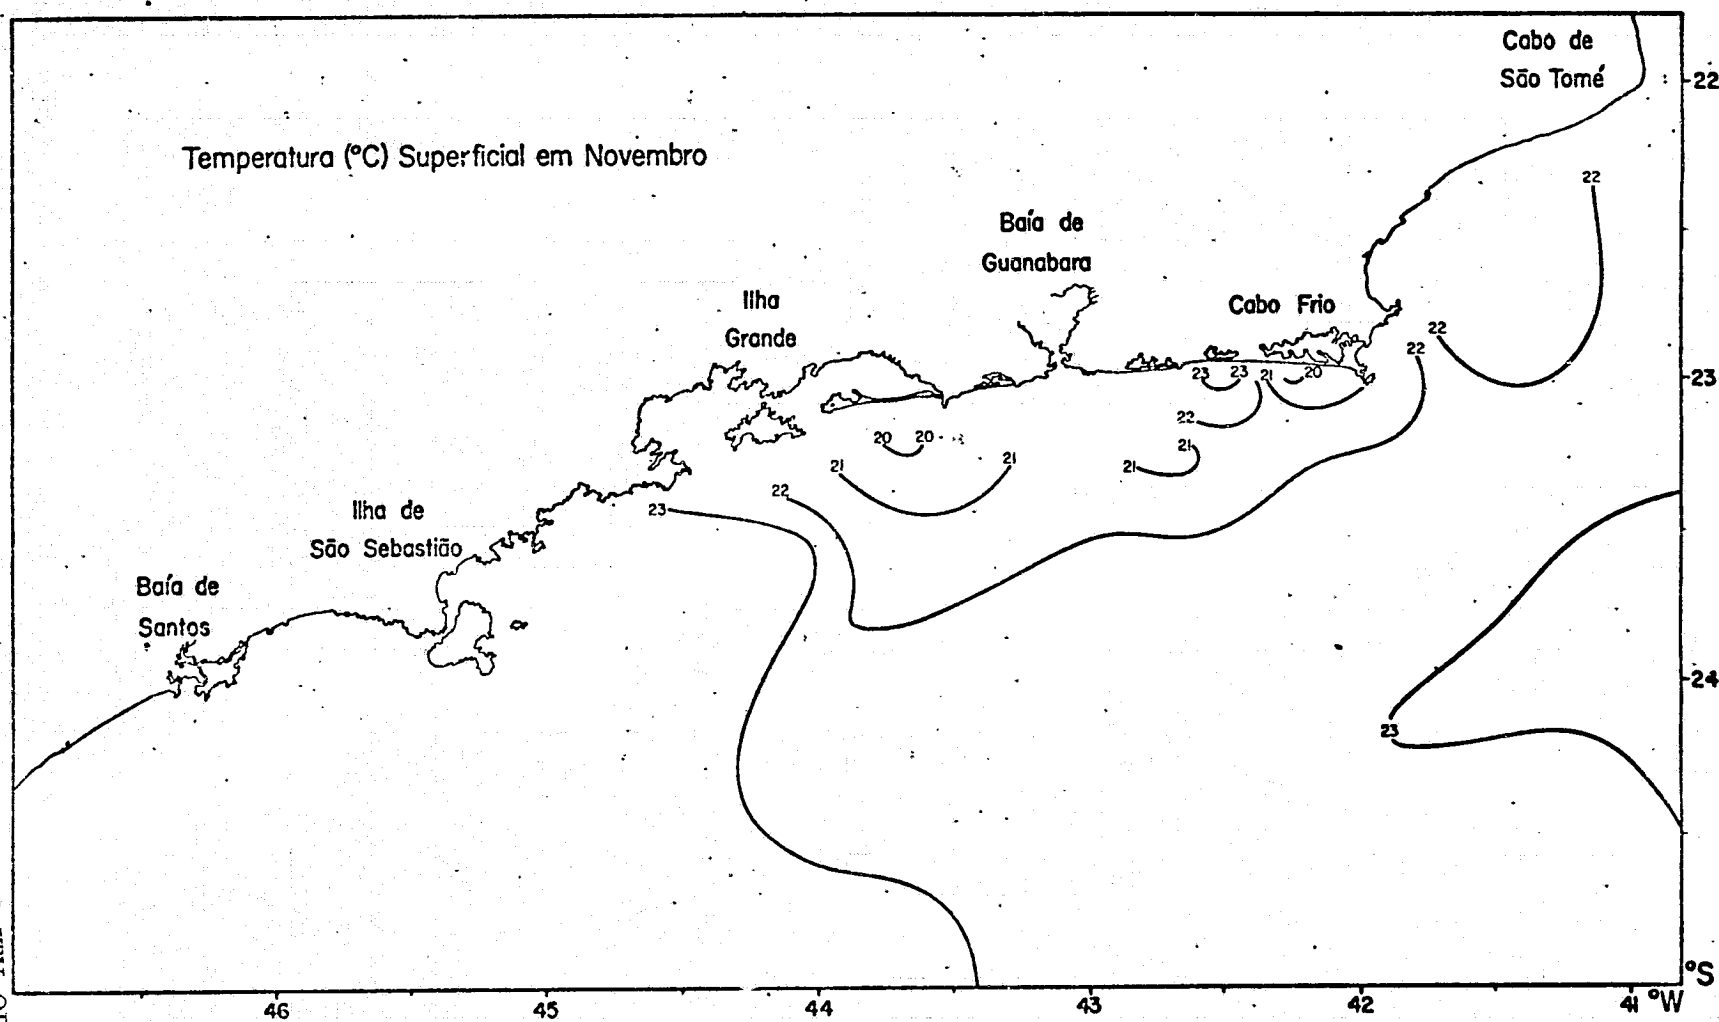 Cabo de
São Tomé
22
Temperatura (°C) Superficial em Novembro
22
Baía de
Guanabara
Ilha
Grande
Cabo Frio
22
22
23
23 23 21 20
22
20 20
21
21
21 21
22
23
Ilha de
São Sebastião
Baía de
Santos
24
23
°S
46 45 44 43 42 41 °W